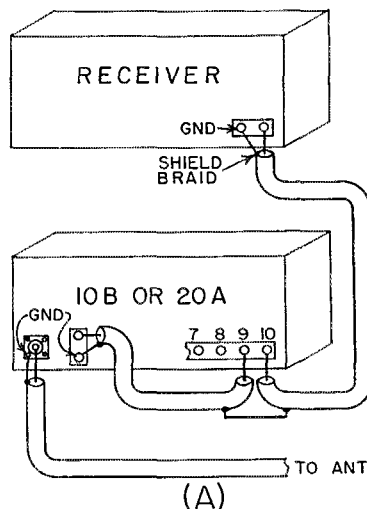 RECEIVER
GND
SHIELD
BRAID
10B OR 20A
GND
7 8 9 10
TO ANT
(A)